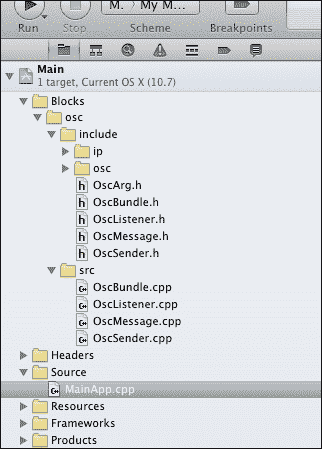 M. › My M...
Run Stop Scheme Breakpoints
Main
1 target, Current OS X (10.7)
Blocks
osc
include
ip
osc
h OscArg.h
h OscBundle.h
h OscListener.h
h OscMessage.h
h OscSender.h
src
C+ OscBundle.cpp
C+ OscListener.cpp
C+ OscMessage.cpp
C+ OscSender.cpp
Headers
Source
C+ MainApp.cpp
Resources
Frameworks
Products